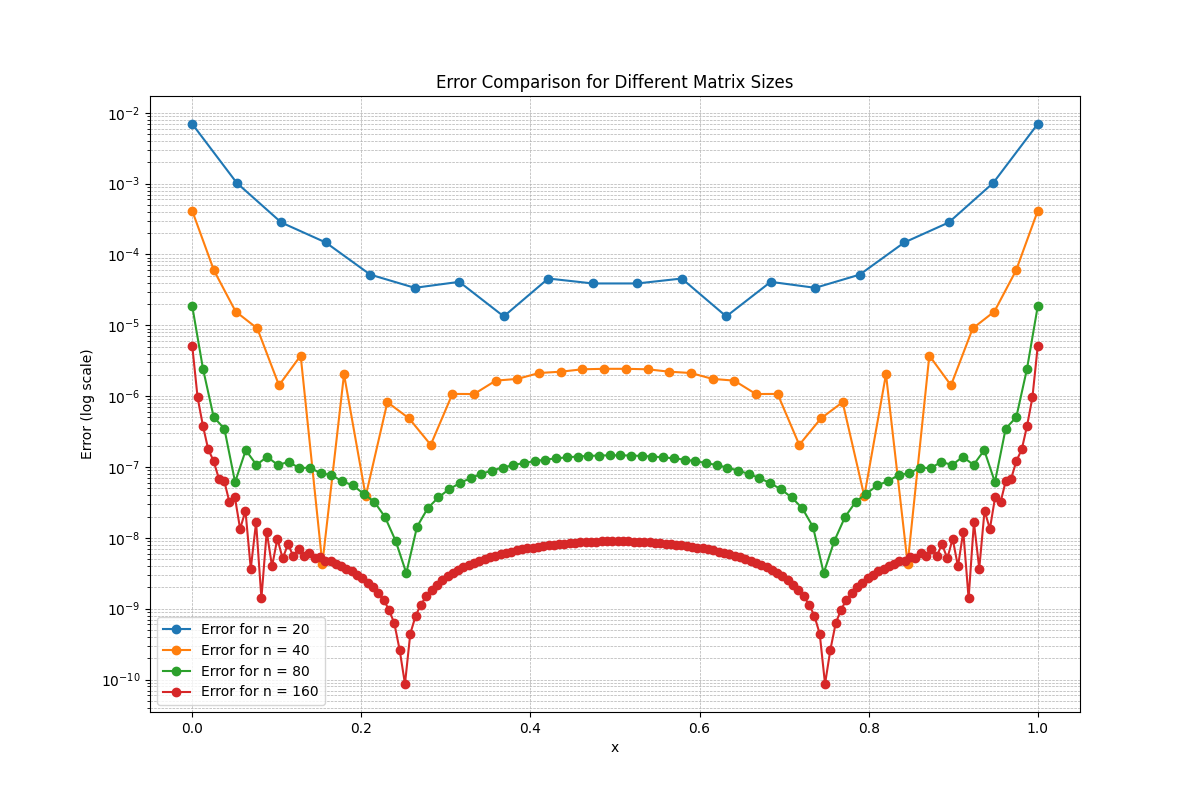 Error Comparison for Different Matrix Sizes
Error (log scale)
10⁻²
10⁻³
10⁻⁴
10⁻⁵
10⁻⁶
10⁻⁷
10⁻⁸
10⁻⁹
10⁻¹⁰
Error for n = 20
Error for n = 40
Error for n = 80
Error for n = 160
0.0 0.2 0.4 0.6 0.8 1.0
x